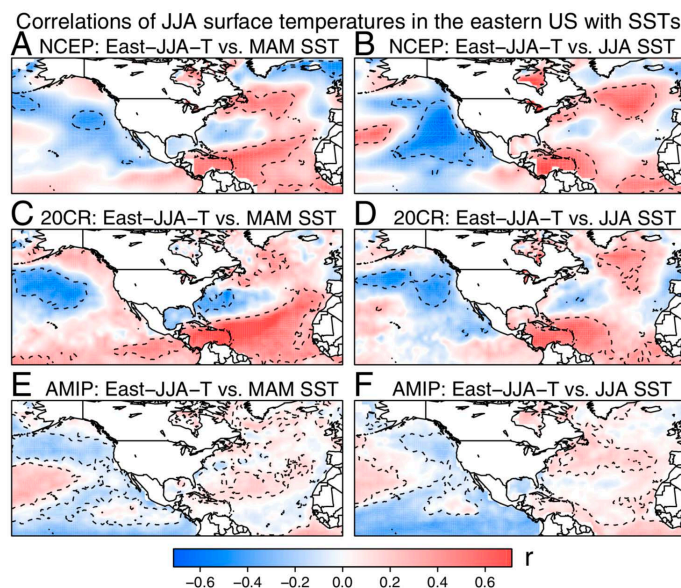 Correlations of JJA surface temperatures in the eastern US with SSTs
A NCEP: East–JJA–T vs. MAM SST
B NCEP: East–JJA–T vs. JJA SST
C 20CR: East–JJA–T vs. MAM SST
D 20CR: East–JJA–T vs. JJA SST
E AMIP: East–JJA–T vs. MAM SST
F AMIP: East–JJA–T vs. JJA SST
−0.6 −0.4 −0.2 0.0 0.2 0.4 0.6 r